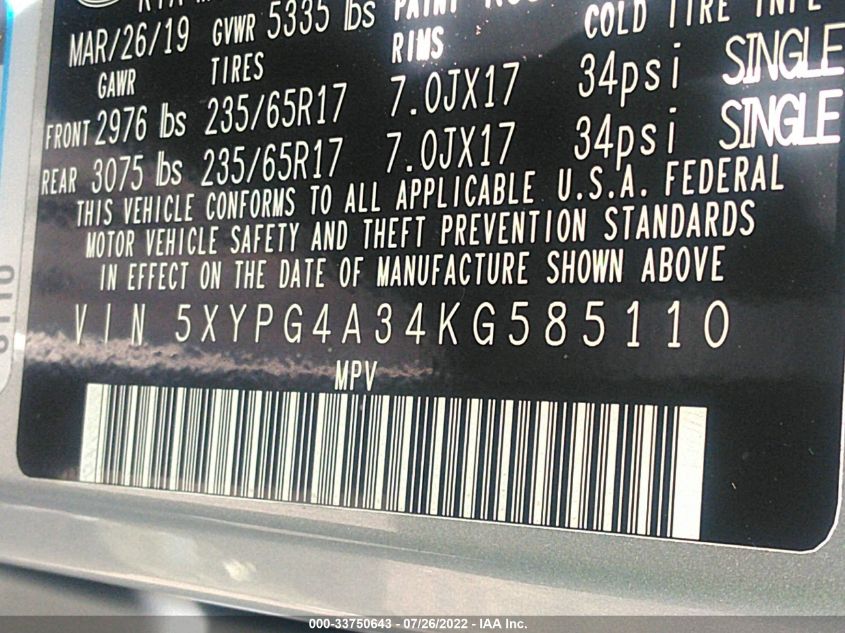 MAR/26/19 GVWR 5335 lbs PAINT
GAWR TIRES RIMS COLD TIRE INFL
FRONT 2976 lbs 235/65R17 7.0JX17 34psi SINGLE
REAR 3075 lbs 235/65R17 7.0JX17 34psi SINGLE
THIS VEHICLE CONFORMS TO ALL APPLICABLE U.S.A. FEDERAL
MOTOR VEHICLE SAFETY AND THEFT PREVENTION STANDARDS
IN EFFECT ON THE DATE OF MANUFACTURE SHOWN ABOVE
VIN 5XYPG4A34KG585110
MPV
000-33750643 - 07/26/2022 - IAA Inc.